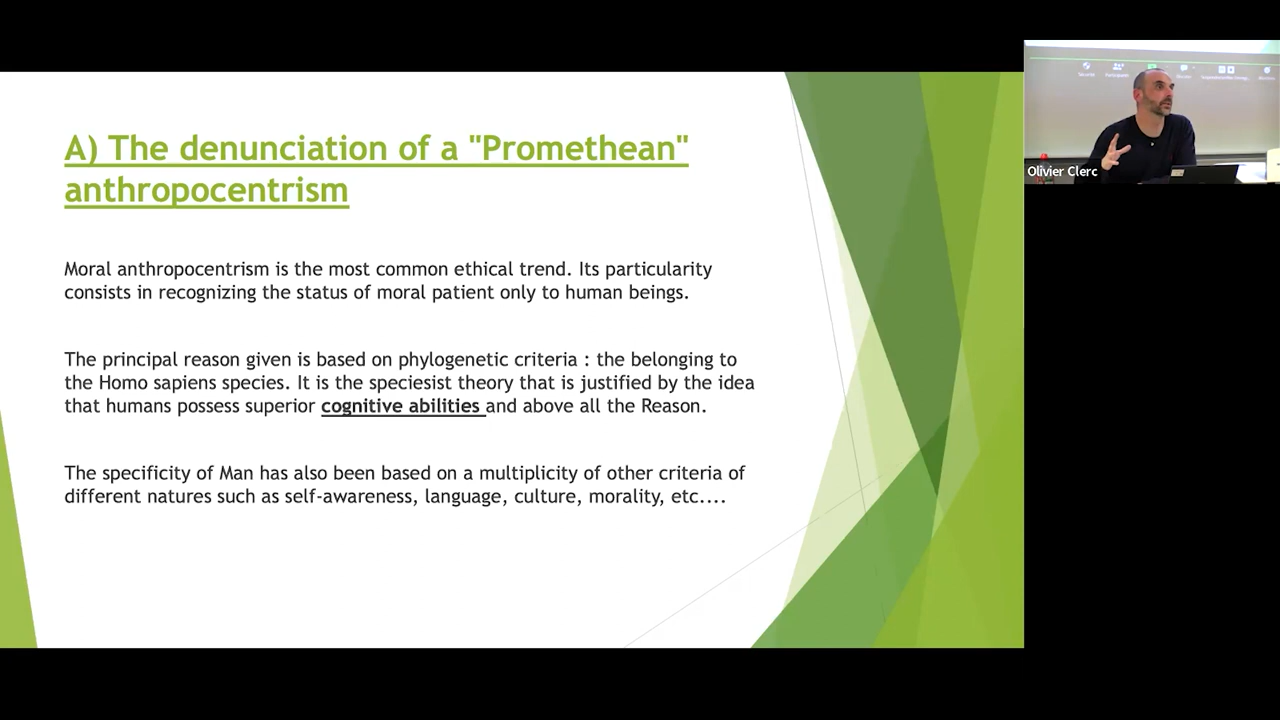 A) The denunciation of a "Promethean"
anthropocentrism
Moral anthropocentrism is the most common ethical trend. Its particularity
consists in recognizing the status of moral patient only to human beings.
The principal reason given is based on phylogenetic criteria : the belonging to
the Homo sapiens species. It is the speciesist theory that is justified by the idea
that humans possess superior cognitive abilities and above all the Reason.
The specificity of Man has also been based on a multiplicity of other criteria of
different natures such as self-awareness, language, culture, morality, etc....
Olivier Clerc